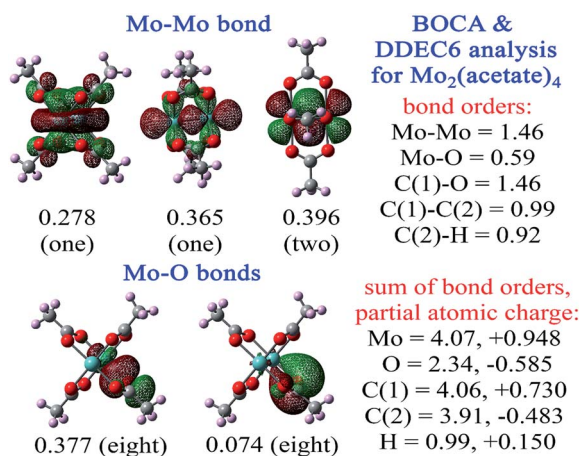 Mo-Mo bond
0.278
(one)
0.365
(one)
0.396
(two)
Mo-O bonds
0.377 (eight)
0.074 (eight)
BOCA &
DDEC6 analysis
for Mo₂(acetate)₄
bond orders:
Mo-Mo = 1.46
Mo-O = 0.59
C(1)-O = 1.46
C(1)-C(2) = 0.99
C(2)-H = 0.92
sum of bond orders,
partial atomic charge:
Mo = 4.07, +0.948
O = 2.34, -0.585
C(1) = 4.06, +0.730
C(2) = 3.91, -0.483
H = 0.99, +0.150